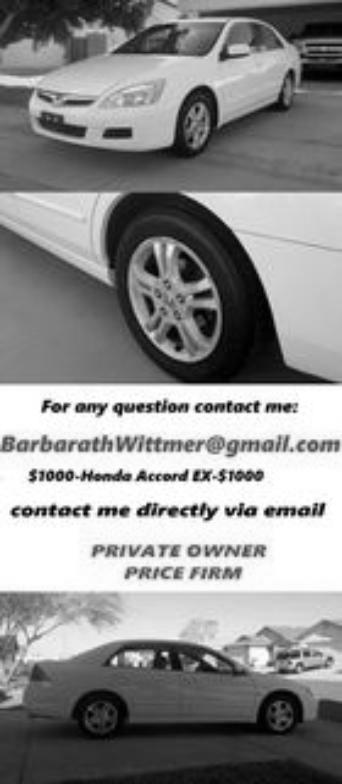 For any question contact me:
BarbarathWittmer@gmail.com
$1000-Honda Accord EX-$1000
contact me directly via email
PRIVATE OWNER
PRICE FIRM